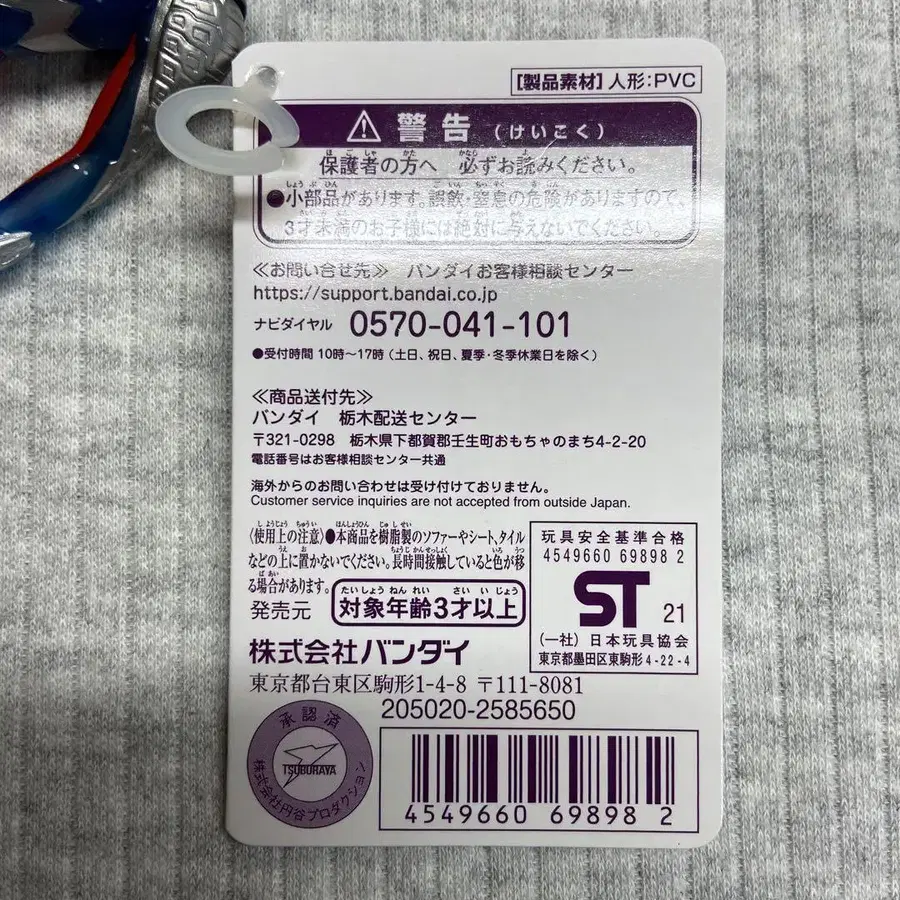 [製品素材] 人形:PVC
⚠ 警告 (けいこく)
保護者の方へ 必ずお読みください。
●小部品があります。誤飲・窒息の危険がありますので、
3才未満のお子様には絶対に与えないでください。
≪お問い合せ先≫ バンダイお客様相談センター
https://support.bandai.co.jp
ナビダイヤル 0570-041-101
●受付時間 10時～17時 (土日、祝日、夏季・冬季休業日を除く)
≪商品送付先≫
バンダイ 栃木配送センター
〒321-0298 栃木県下都賀郡壬生町おもちゃのまち4-2-20
電話番号はお客様相談センター共通
海外からのお問い合わせは受け付けておりません。
Customer service inquiries are not accepted from outside Japan.
〈使用上の注意〉●本商品を樹脂製のソファーやシート、タイル
などの上に置かないでください。長時間接触していると色が移
る場合があります。
発売元
対象年齢3才以上
株式会社バンダイ
東京都台東区駒形1-4-8 〒111-8081
205020-2585650
玩具安全基準合格
4549660 69898 2
ST 21
(一社) 日本玩具協会
東京都墨田区東駒形 4-22-4
承認済
TSUBURAYA
株式会社円谷プロダクション
4549660 69898 2